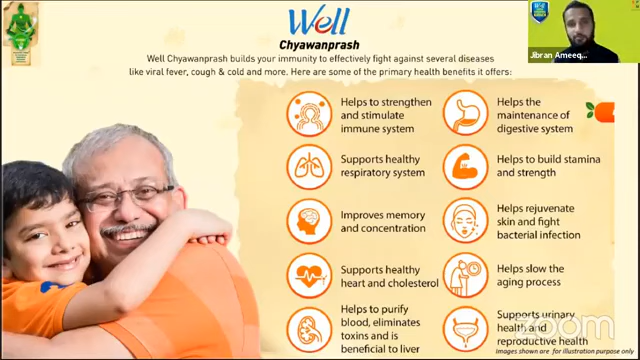 Well
Chyawanprash
Well Chyawanprash builds your immunity to effectively fight against several diseases
like viral fever, cough & cold and more. Here are some of the primary health benefits it offers:
Helps to strengthen
and stimulate
immune system
Helps the
maintenance of
digestive system
Supports healthy
respiratory system
Helps to build stamina
and strength
Improves memory
and concentration
Helps rejuvenate
skin and fight
bacterial infection
Supports healthy
heart and cholesterol
Helps slow the
aging process
Helps to purify
blood, eliminates
toxins and is
beneficial to liver
Supports urinary
health and
reproductive health
zoom
Images shown are for illustration purpose only
Jibran Ameeq...